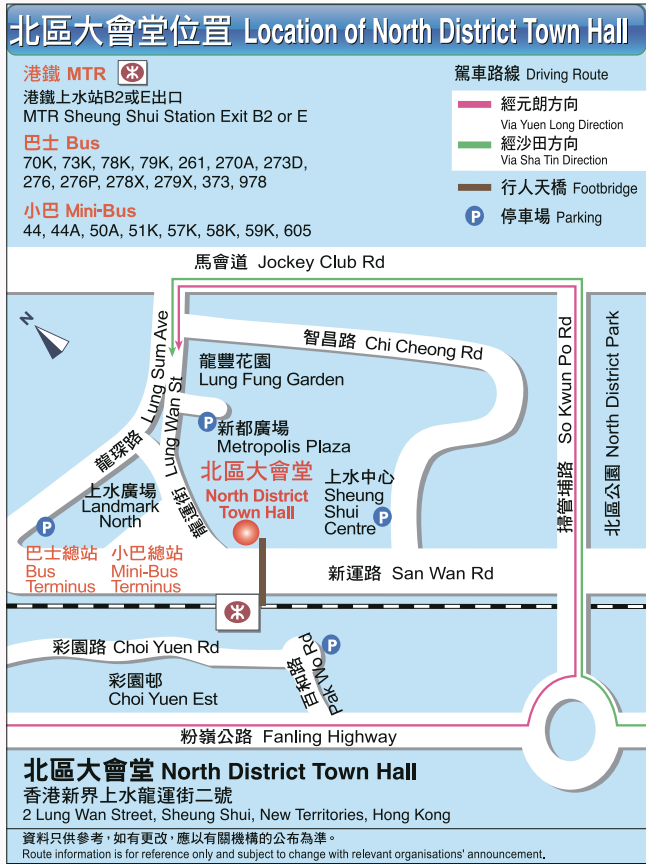 北區大會堂位置 Location of North District Town Hall
港鐵 MTR
港鐵上水站B2或E出口
MTR Sheung Shui Station Exit B2 or E
巴士 Bus
70K, 73K, 78K, 79K, 261, 270A, 273D,
276, 276P, 278X, 279X, 373, 978
小巴 Mini-Bus
44, 44A, 50A, 51K, 57K, 58K, 59K, 605
駕車路線 Driving Route
經元朗方向
Via Yuen Long Direction
經沙田方向
Via Sha Tin Direction
行人天橋 Footbridge
P 停車場 Parking
馬會道 Jockey Club Rd
N
龍琛路 Lung Sum Ave
龍運街 Lung Wan St
智昌路 Chi Cheong Rd
掃管埔路 So Kwun Po Rd
北區公園 North District Park
龍豐花園
Lung Fung Garden
P
新都廣場
Metropolis Plaza
北區大會堂
North District
Town Hall
上水中心
Sheung
Shui
Centre
P
上水廣場
Landmark
North
P
巴士總站
Bus
Terminus
小巴總站
Mini-Bus
Terminus
新運路 San Wan Rd
彩園路 Choi Yuen Rd
彩園邨
Choi Yuen Est
百和路 Pak Wo Rd
P
粉嶺公路 Fanling Highway
北區大會堂 North District Town Hall
香港新界上水龍運街二號
2 Lung Wan Street, Sheung Shui, New Territories, Hong Kong
資料只供參考，如有更改，應以有關機構的公布為準。
Route information is for reference only and subject to change with relevant organisations' announcement.